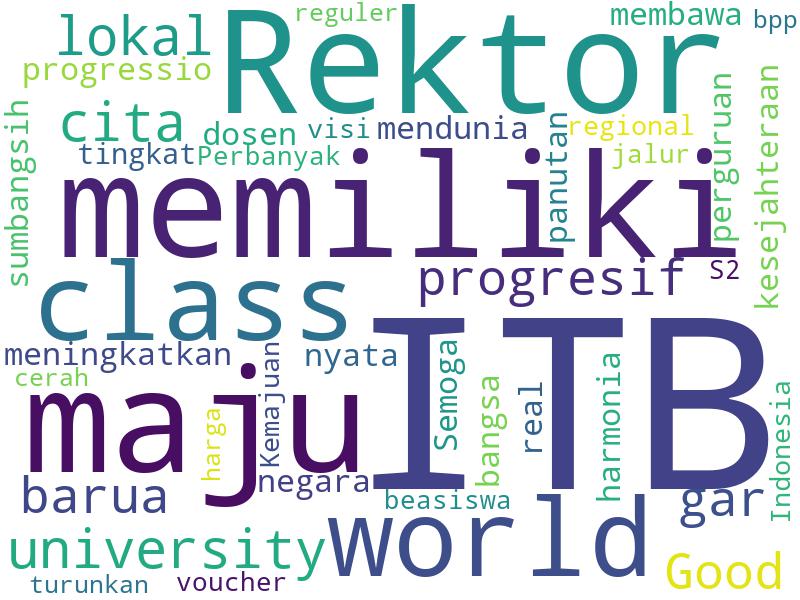 reguler
membawa
bpp
lokal
Rektor
progressio
cita
dosen
visi
mendunia
regional
tingkat
Perbanyak
panutan
jalur
perguruan
kesejahteraan
sumbangsih
memiliki
class
progresif
S2
ITB
meningkatkan
nyata
cerah
maju
harga
Kemajuan
Semoga
bangsa
real
harmonia
Indonesia
barua
negara
beasiswa
gar
university
world
Good
turunkan
voucher